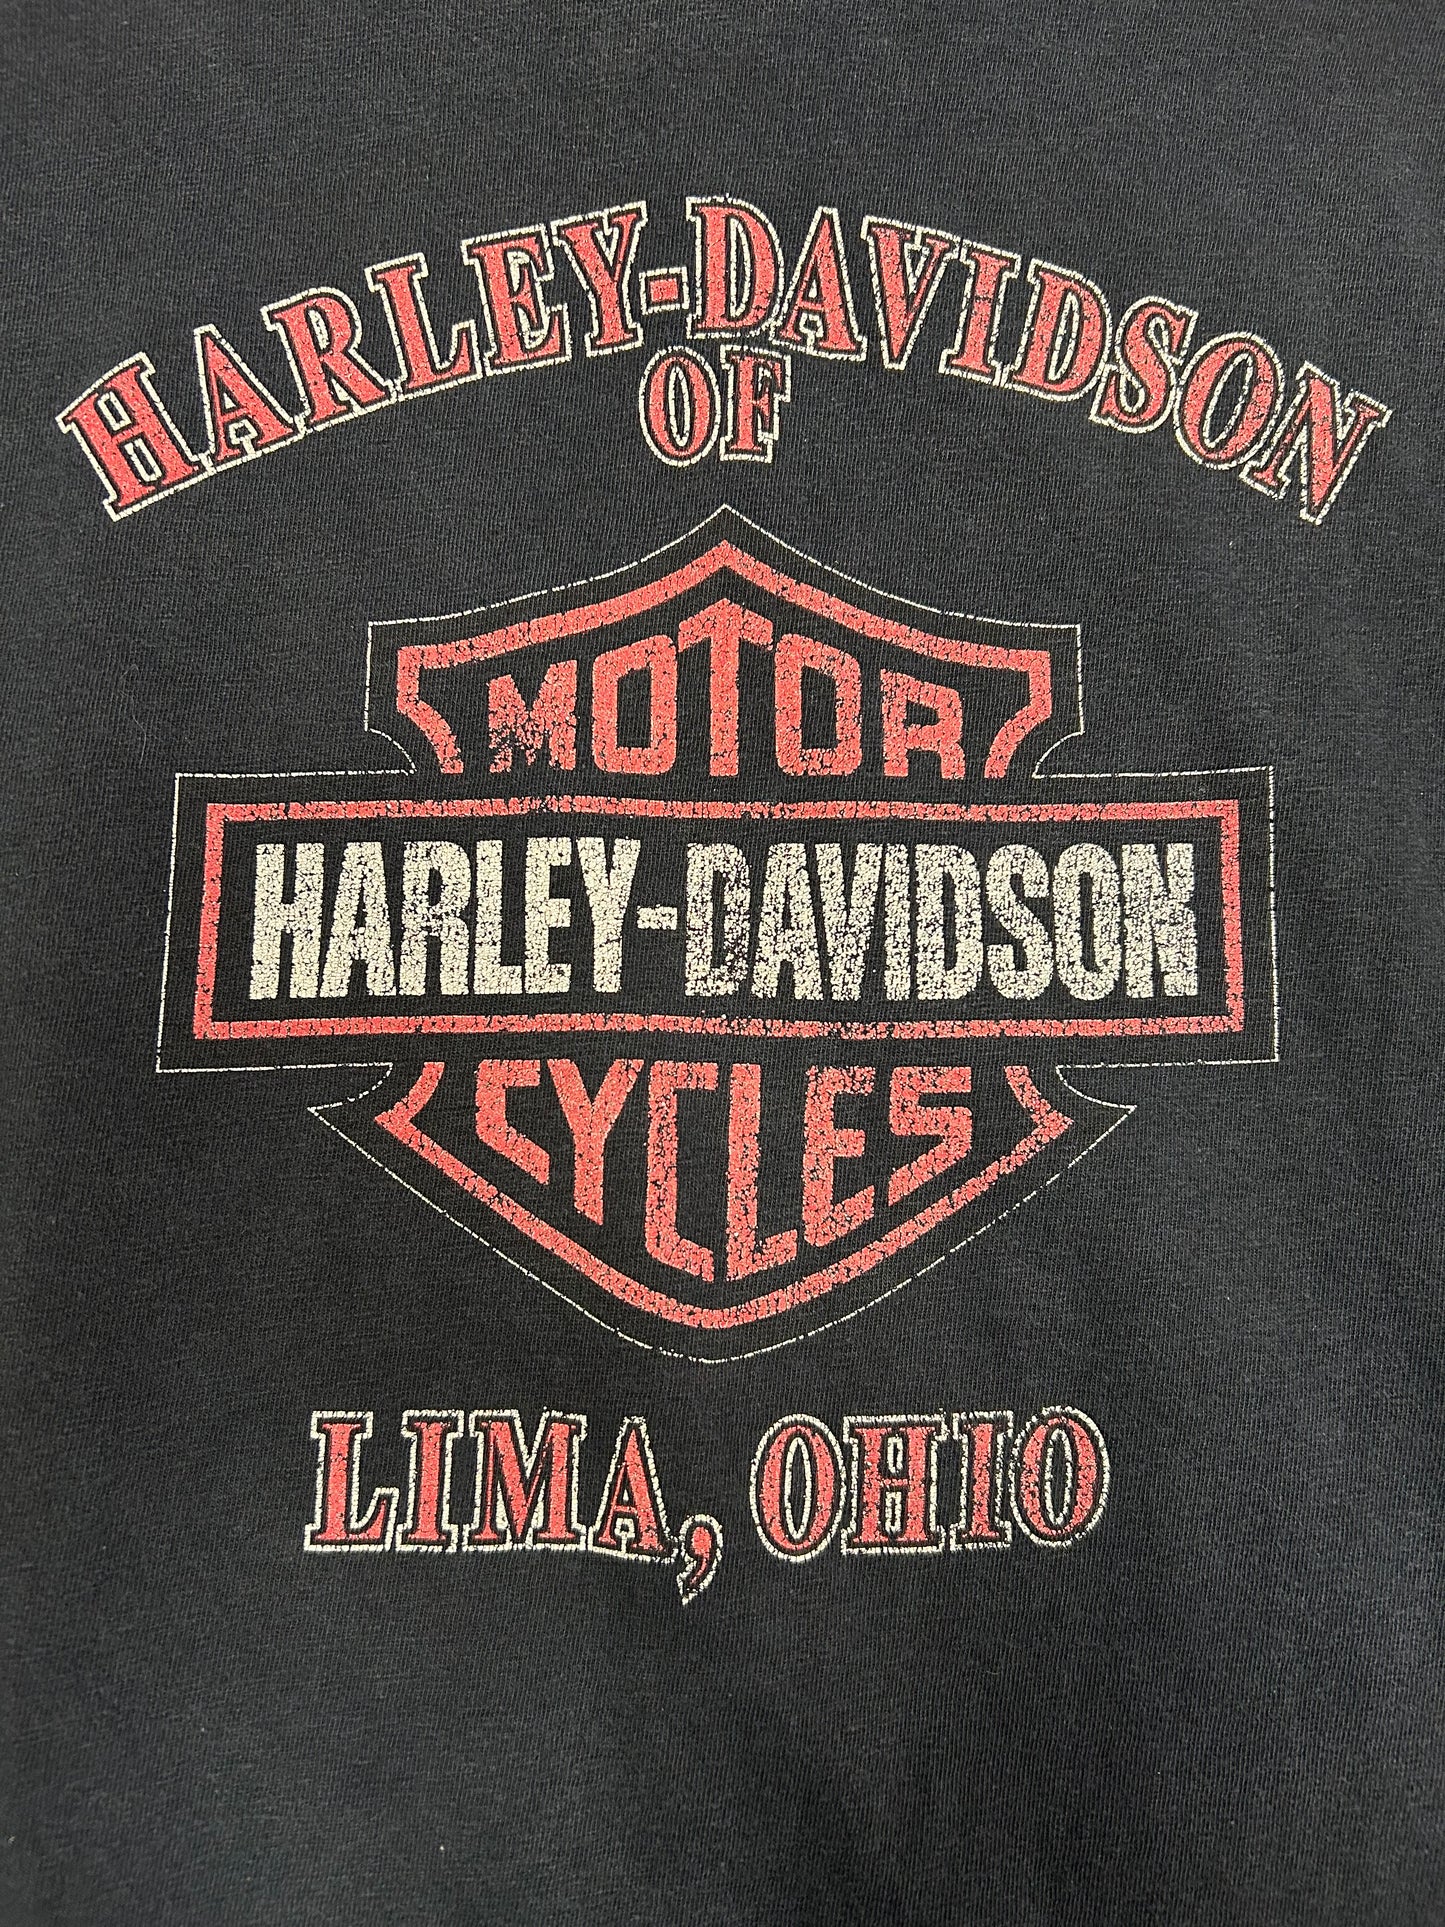 HARLEY-DAVIDSON
OF
MOTOR
HARLEY-DAVIDSON
CYCLES
LIMA, OHIO